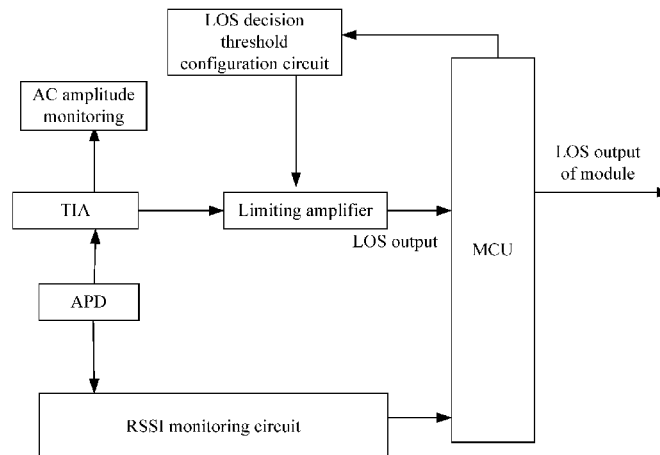 LOS decision
threshold
configuration circuit
AC amplitude
monitoring
LOS output
of module
TIA
Limiting amplifier
LOS output
MCU
APD
RSSI monitoring circuit